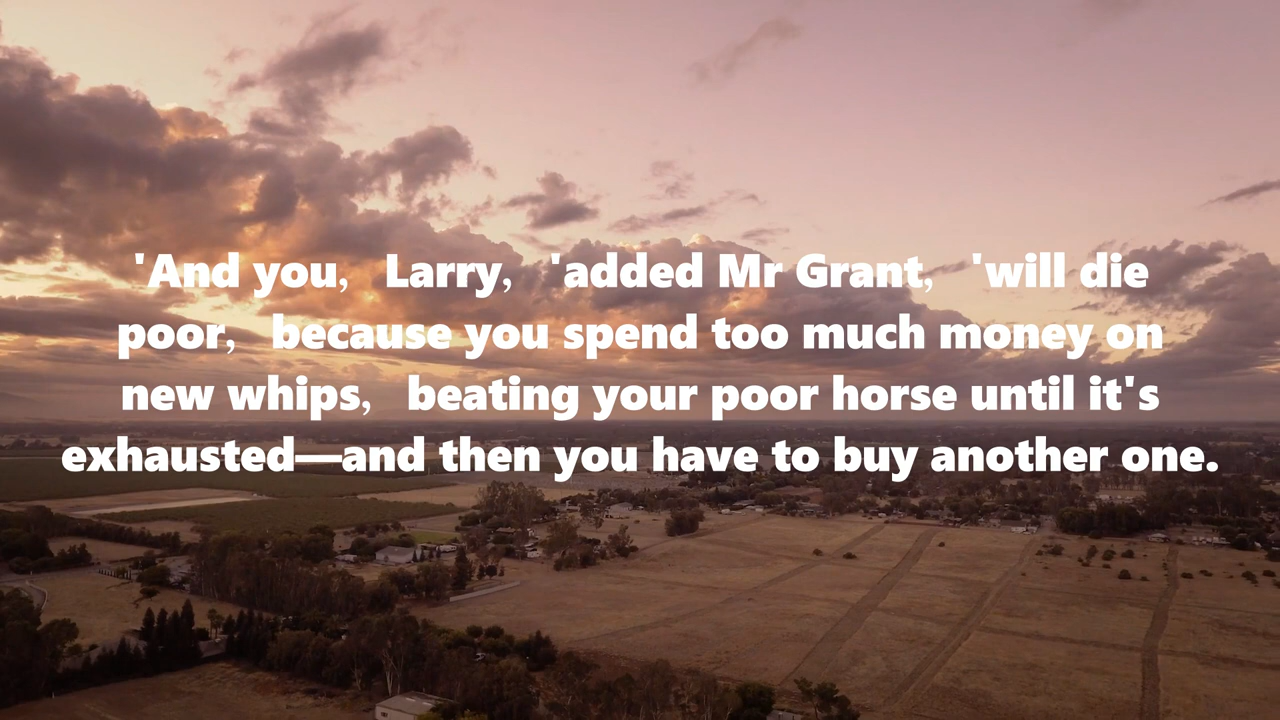 'And you,  Larry,  'added Mr Grant,  'will die
poor,  because you spend too much money on
new whips,  beating your poor horse until it's
exhausted—and then you have to buy another one.